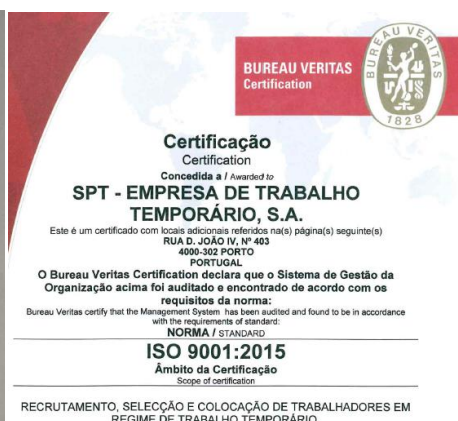 BUREAU VERITAS
Certification
BUREAU VERITAS
1828
Certificação
Certification
Concedida a / Awarded to
SPT - EMPRESA DE TRABALHO
TEMPORÁRIO, S.A.
Este é um certificado com locais adicionais referidos na(s) página(s) seguinte(s)
RUA D. JOÃO IV, Nº 403
4000-302 PORTO
PORTUGAL
O Bureau Veritas Certification declara que o Sistema de Gestão da
Organização acima foi auditado e encontrado de acordo com os
requisitos da norma:
Bureau Veritas certify that the Management System has been audited and found to be in accordance
with the requirements of standard:
NORMA / STANDARD
ISO 9001:2015
Âmbito da Certificação
Scope of certification
RECRUTAMENTO, SELECÇÃO E COLOCAÇÃO DE TRABALHADORES EM
REGIME DE TRABALHO TEMPORÁRIO